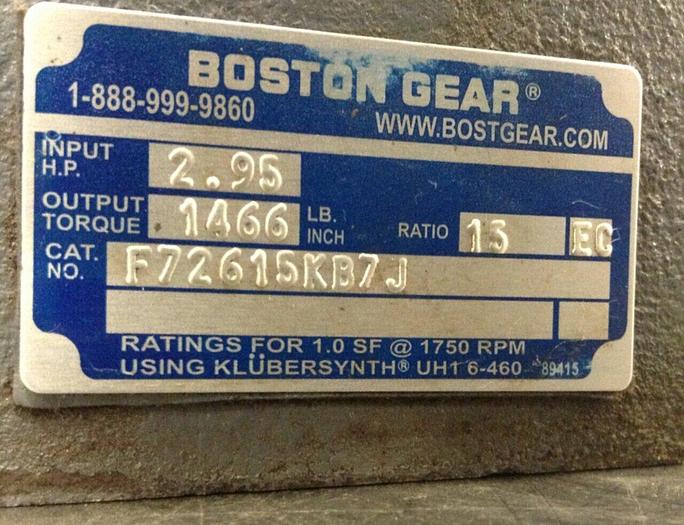 BOSTON GEAR®
1-888-999-9860
WWW.BOSTGEAR.COM
INPUT H.P. 2.95
OUTPUT TORQUE 1466 LB. INCH RATIO 15 EC
CAT. NO. F72615KB7J
RATINGS FOR 1.0 SF @ 1750 RPM
USING KLÜBERSYNTH® UH1 6-460 89415